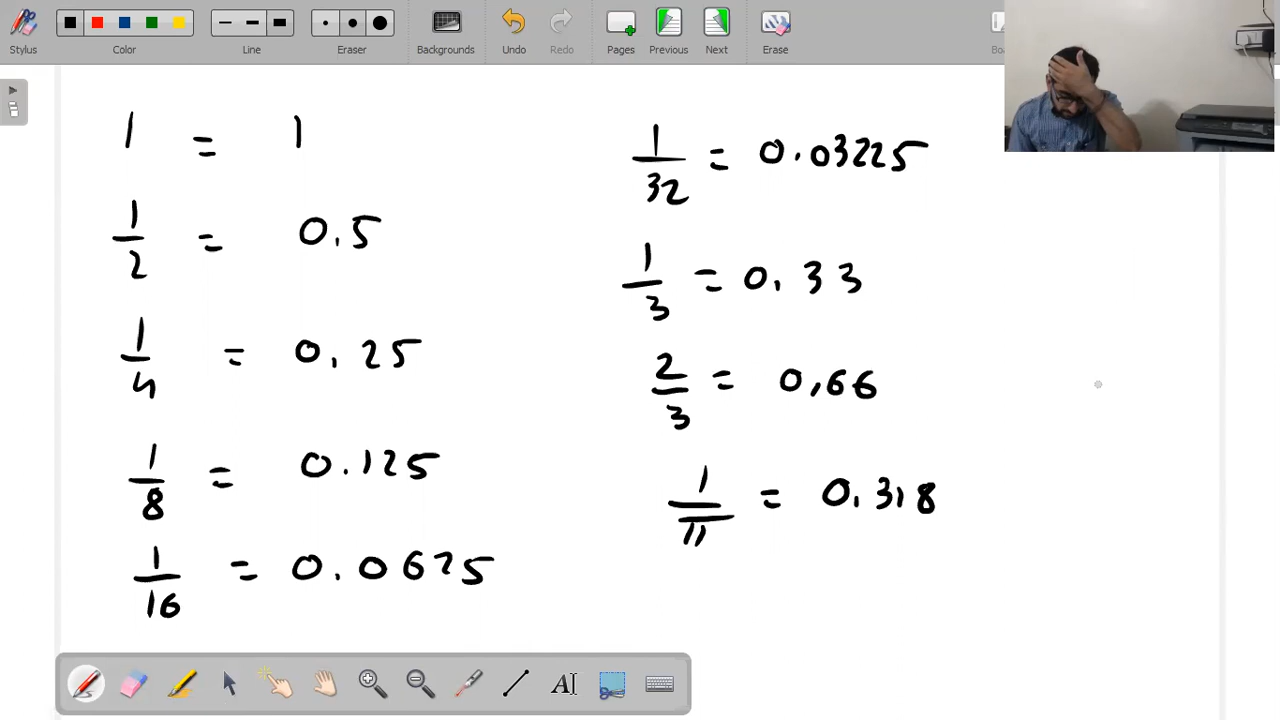 Stylus
Color
Line
Eraser
Backgrounds
Undo
Redo
Pages
Previous
Next
Erase
1 = 1
1/2 = 0.5
1/4 = 0.25
1/8 = 0.125
1/16 = 0.0625
1/32 = 0.03225
1/3 = 0.33
2/3 = 0.66
1/π = 0.318